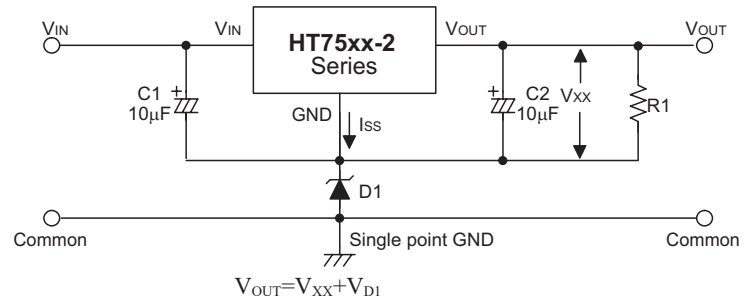 VIN
VIN
HT75xx-2
Series
VOUT
VOUT
C1
10μF
+
GND
ISS
C2
10μF
+
VXX
R1
D1
Common
Single point GND
Common
VOUT=VXX+VD1